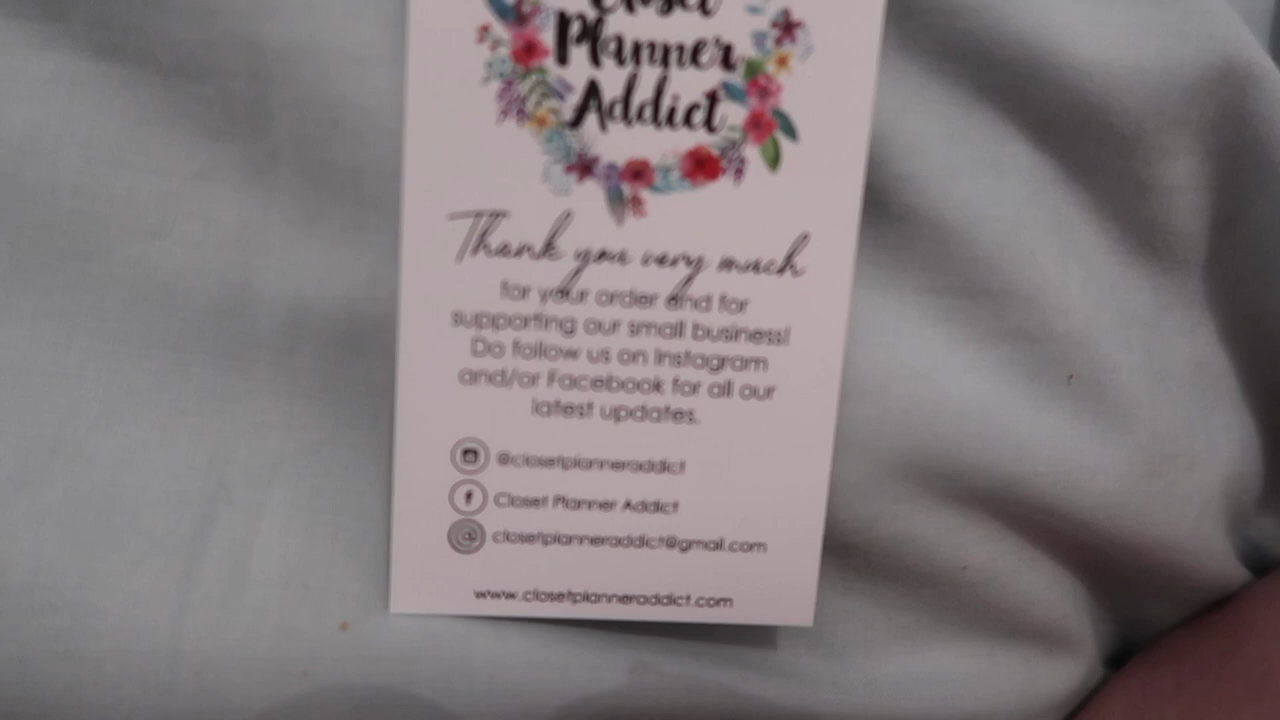 Closet
Planner
Addict
Thank you very much
for your order and for
supporting our small business!
Do follow us on Instagram
and/or Facebook for all our
latest updates.
@closetplanneraddict
Closet Planner Addict
closetplanneraddict@gmail.com
www.closetplanneraddict.com